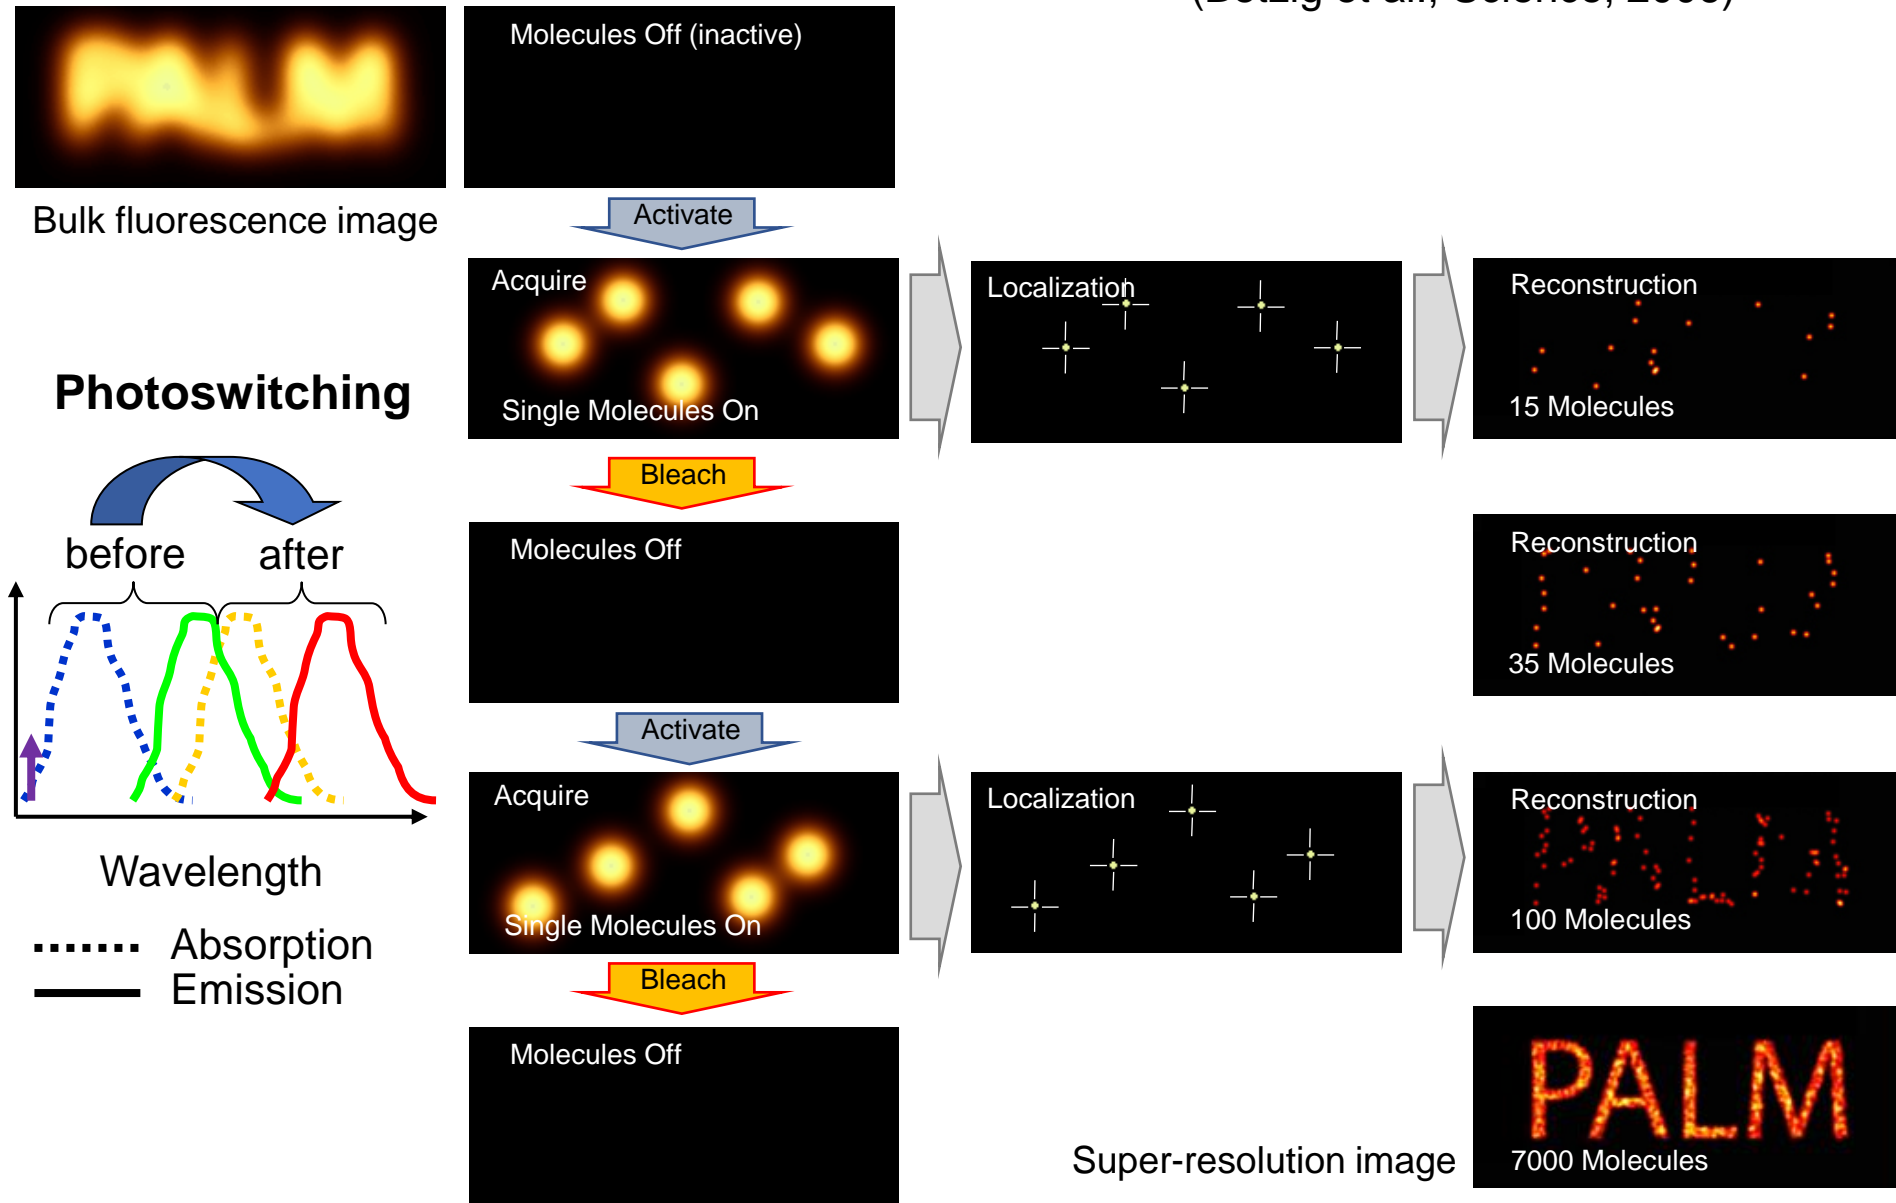 Molecules Off (inactive)
Bulk fluorescence image
Activate
Acquire
Single Molecules On
Localization
Reconstruction
15 Molecules
Photoswitching
before after
Bleach
Molecules Off
Reconstruction
35 Molecules
Activate
Acquire
Single Molecules On
Localization
Reconstruction
100 Molecules
Wavelength
Absorption
Emission
Bleach
Molecules Off
Super-resolution image
PALM
7000 Molecules